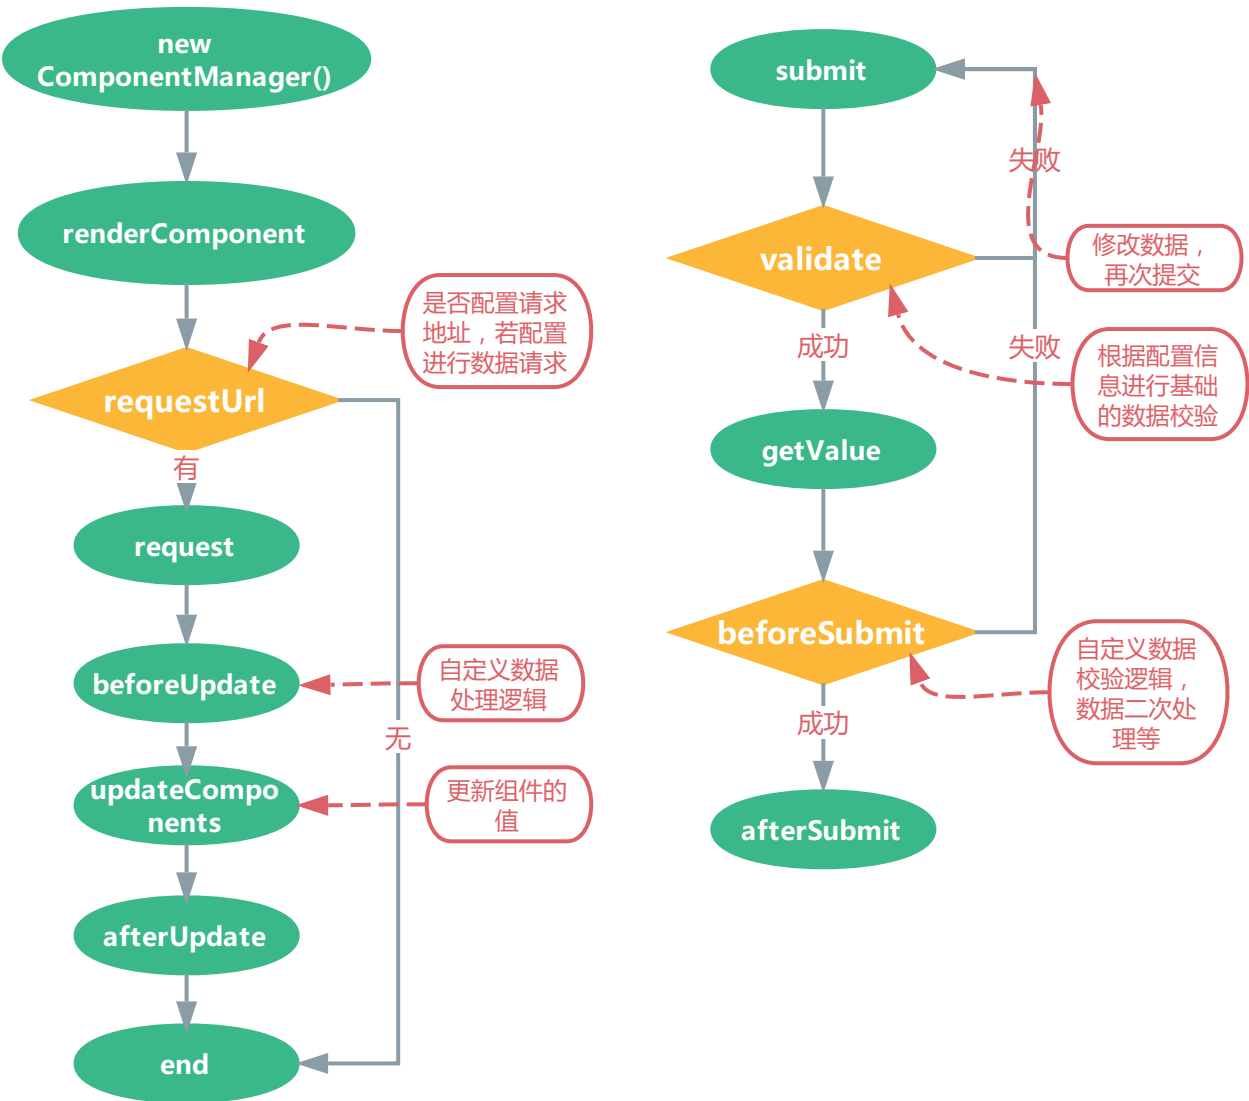 new
ComponentManager()
renderComponent
是否配置请求
地址，若配置
进行数据请求
requestUrl
有
request
beforeUpdate
自定义数据
处理逻辑
无
updateCompo
nents
更新组件的
值
afterUpdate
end
submit
失败
修改数据，
再次提交
validate
成功
失败
根据配置信
息进行基础
的数据校验
getValue
beforeSubmit
自定义数据
校验逻辑，
数据二次处
理等
成功
afterSubmit